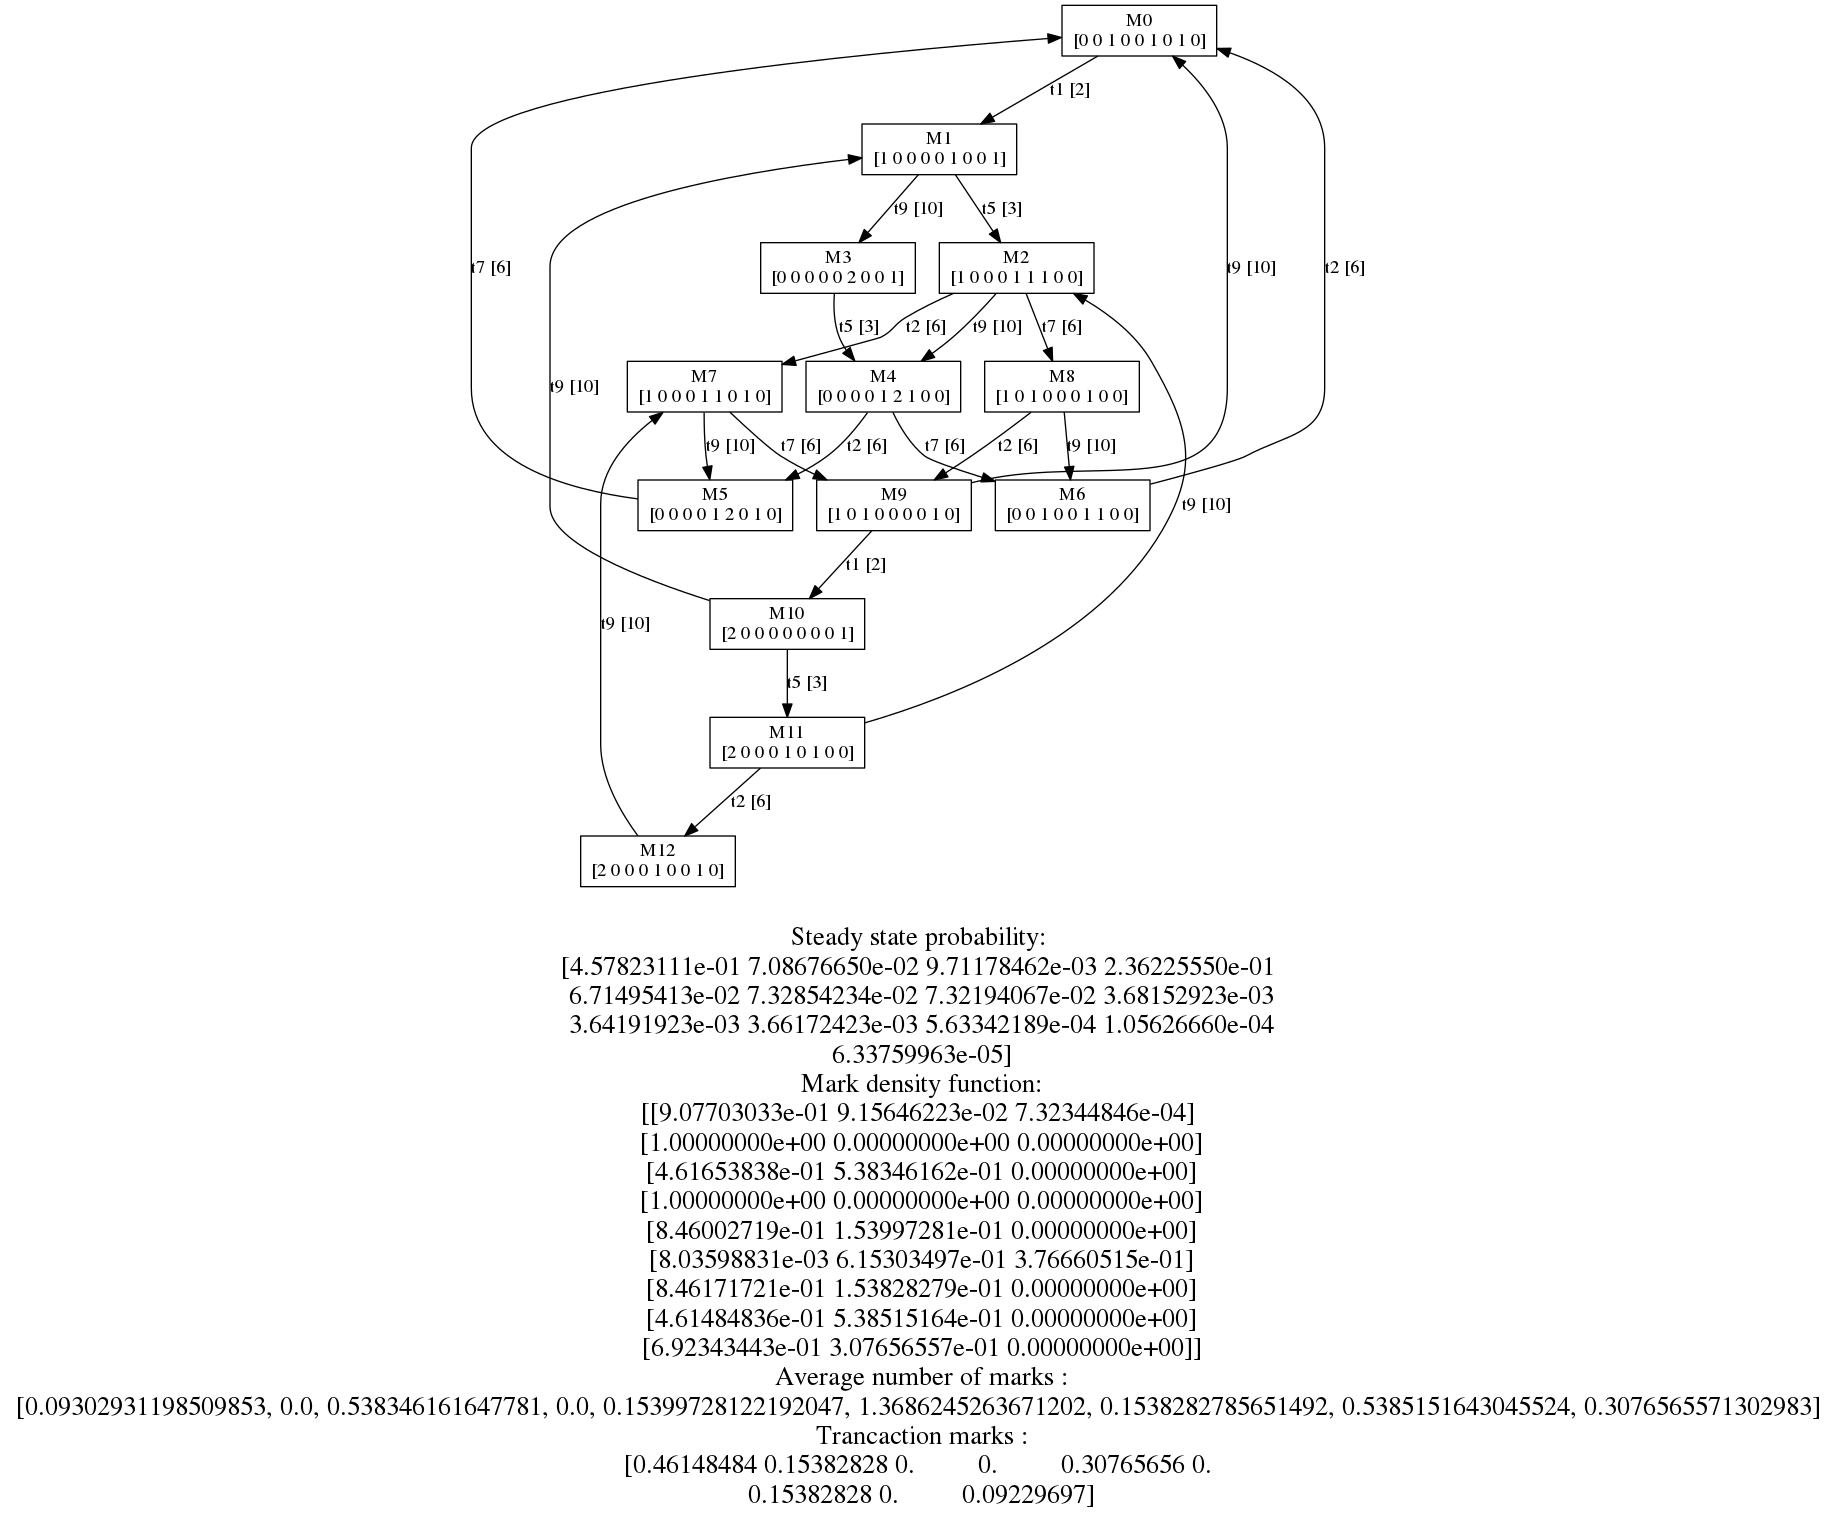 M0
[0 0 1 0 0 1 0 1 0]
t1 [2]
M1
[1 0 0 0 0 1 0 0 1]
t9 [10]
t5 [3]
M3
[0 0 0 0 0 2 0 0 1]
M2
[1 0 0 0 1 1 1 0 0]
t7 [6]
t9 [10]
t2 [6]
t5 [3]
t2 [6]
t9 [10]
t7 [6]
M7
[1 0 0 0 1 1 0 1 0]
M4
[0 0 0 0 1 2 1 0 0]
M8
[1 0 1 0 0 0 1 0 0]
t9 [10]
t9 [10]
t7 [6]
t2 [6]
t7 [6]
t2 [6]
t9 [10]
M5
[0 0 0 0 1 2 0 1 0]
M9
[1 0 1 0 0 0 0 1 0]
M6
[0 0 1 0 0 1 1 0 0]
t9 [10]
t1 [2]
M10
[2 0 0 0 0 0 0 0 1]
t9 [10]
t5 [3]
M11
[2 0 0 0 1 0 1 0 0]
t2 [6]
M12
[2 0 0 0 1 0 0 1 0]
Steady state probability:
[4.57823111e-01 7.08676650e-02 9.71178462e-03 2.36225550e-01
6.71495413e-02 7.32854234e-02 7.32194067e-02 3.68152923e-03
3.64191923e-03 3.66172423e-03 5.63342189e-04 1.05626660e-04
6.33759963e-05]
Mark density function:
[[9.07703033e-01 9.15646223e-02 7.32344846e-04]
[1.00000000e+00 0.00000000e+00 0.00000000e+00]
[4.61653838e-01 5.38346162e-01 0.00000000e+00]
[1.00000000e+00 0.00000000e+00 0.00000000e+00]
[8.46002719e-01 1.53997281e-01 0.00000000e+00]
[8.03598831e-03 6.15303497e-01 3.76660515e-01]
[8.46171721e-01 1.53828279e-01 0.00000000e+00]
[4.61484836e-01 5.38515164e-01 0.00000000e+00]
[6.92343443e-01 3.07656557e-01 0.00000000e+00]]
Average number of marks :
[0.09302931198509853, 0.0, 0.538346161647781, 0.0, 0.15399728122192047, 1.3686245263671202, 0.1538282785651492, 0.5385151643045524, 0.3076565571302983]
Trancaction marks :
[0.46148484 0.15382828 0. 0. 0.30765656 0.
0.15382828 0. 0.09229697]